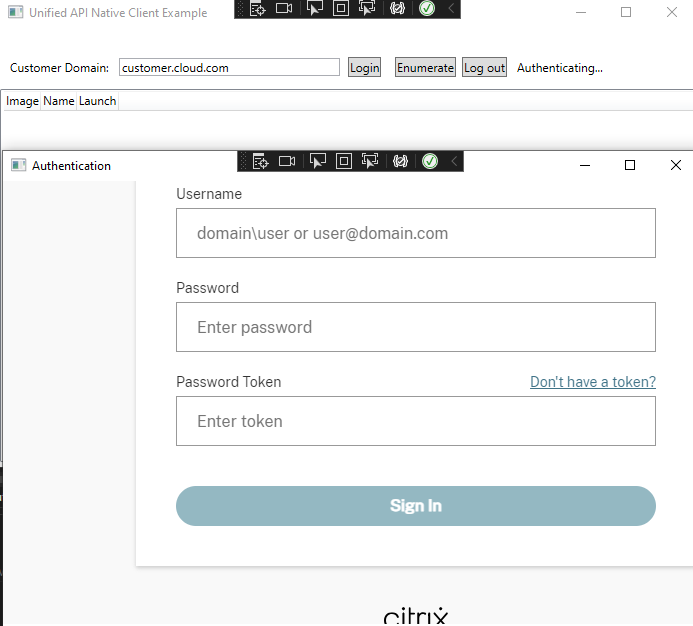 Unified API Native Client Example
Customer Domain: customer.cloud.com Login Enumerate Log out Authenticating...
Image Name Launch
Authentication
Username
domain\user or user@domain.com
Password
Enter password
Password Token Don't have a token?
Enter token
Sign In
citrix